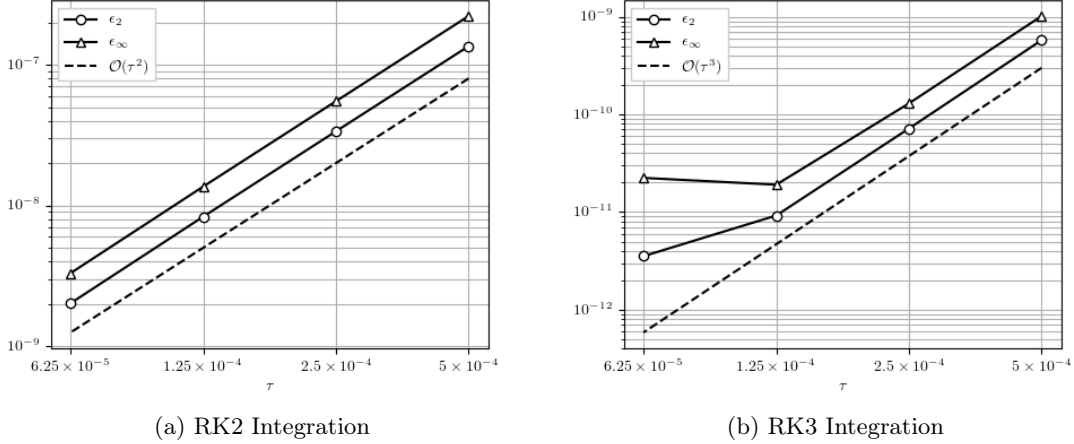 ϵ₂
ϵ∞
O(τ²)
10⁻⁷
10⁻⁸
10⁻⁹
6.25 × 10⁻⁵
1.25 × 10⁻⁴
2.5 × 10⁻⁴
5 × 10⁻⁴
τ
(a) RK2 Integration
ϵ₂
ϵ∞
O(τ³)
10⁻⁹
10⁻¹⁰
10⁻¹¹
10⁻¹²
6.25 × 10⁻⁵
1.25 × 10⁻⁴
2.5 × 10⁻⁴
5 × 10⁻⁴
τ
(b) RK3 Integration